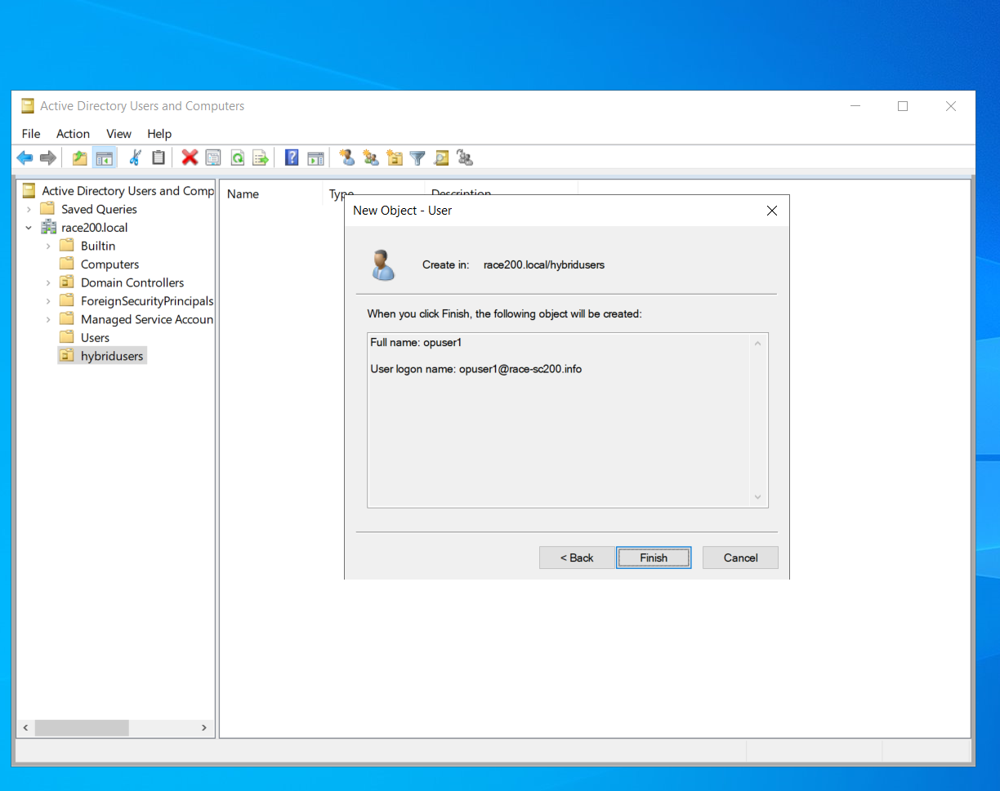 Active Directory Users and Computers
File Action View Help
Active Directory Users and Comp
Saved Queries
race200.local
Builtin
Computers
Domain Controllers
ForeignSecurityPrincipals
Managed Service Accoun
Users
hybridusers
Name Type Description
New Object - User
Create in: race200.local/hybridusers
When you click Finish, the following object will be created:
Full name: opuser1
User logon name: opuser1@race-sc200.info
< Back Finish Cancel